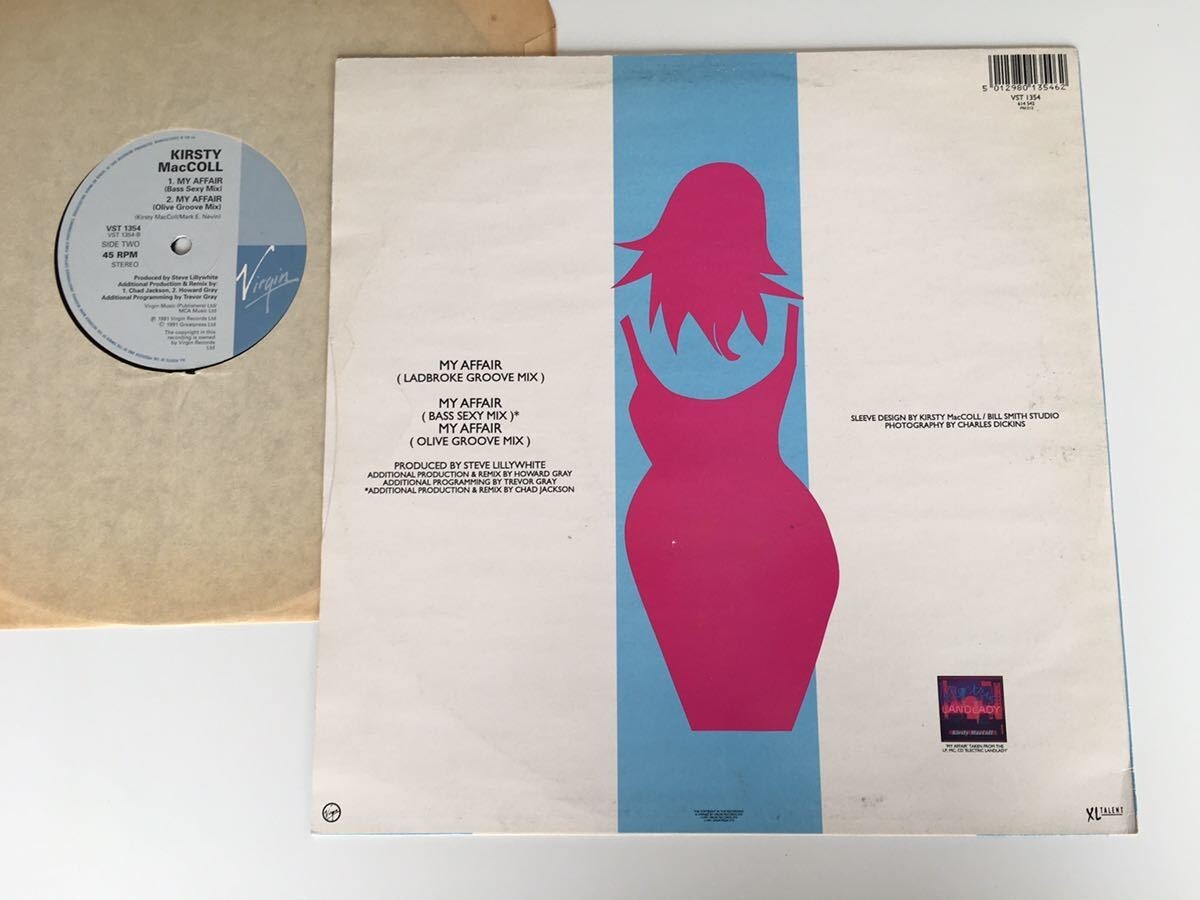 KIRSTY
MacCOLL
1. MY AFFAIR
(Bass Sexy Mix)
2. MY AFFAIR
(Olive Groove Mix)
(Kirsty MacColl/Mark E. Nevin)
VST 1354
VST 1354-B
SIDE TWO
45 RPM
STEREO
Produced by Steve Lillywhite
Additional Production & Remix by:
1. Chad Jackson, 2. Howard Gray
Additional Programming by Trevor Gray
Virgin Music (Publishers) Ltd/
MCA Music Ltd
℗ 1991 Virgin Records Ltd
© 1991 Greatpress Ltd
The copyright in this
recording is owned
by Virgin Records
Ltd
Virgin
5 012980 135462
VST 1354
614 542
MY AFFAIR
( LADBROKE GROOVE MIX )
MY AFFAIR
( BASS SEXY MIX )*
MY AFFAIR
( OLIVE GROOVE MIX )
PRODUCED BY STEVE LILLYWHITE
ADDITIONAL PRODUCTION & REMIX BY HOWARD GRAY
ADDITIONAL PROGRAMMING BY TREVOR GRAY
*ADDITIONAL PRODUCTION & REMIX BY CHAD JACKSON
SLEEVE DESIGN BY KIRSTY MacCOLL / BILL SMITH STUDIO
PHOTOGRAPHY BY CHARLES DICKINS
LANDLADY
Kirsty MacColl
'MY AFFAIR' TAKEN FROM THE
LP, MC, CD 'ELECTRIC LANDLADY'
Virgin
XL TALENT